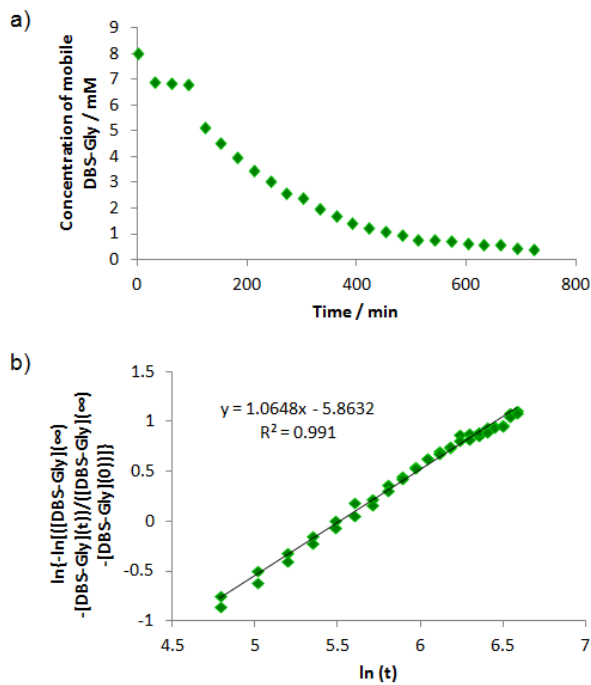 a)
Concentration of mobile
DBS-Gly / mM
9
8
7
6
5
4
3
2
1
0
0
200
400
600
800
Time / min
b)
ln{-ln[([DBS-Gly](∞)
-[DBS-Gly](t)]/([DBS-Gly](∞)
-[DBS-Gly](0))]}
1.5
1
0.5
0
-0.5
-1
y = 1.0648x - 5.8632
R² = 0.991
4.5
5
5.5
6
6.5
7
ln (t)